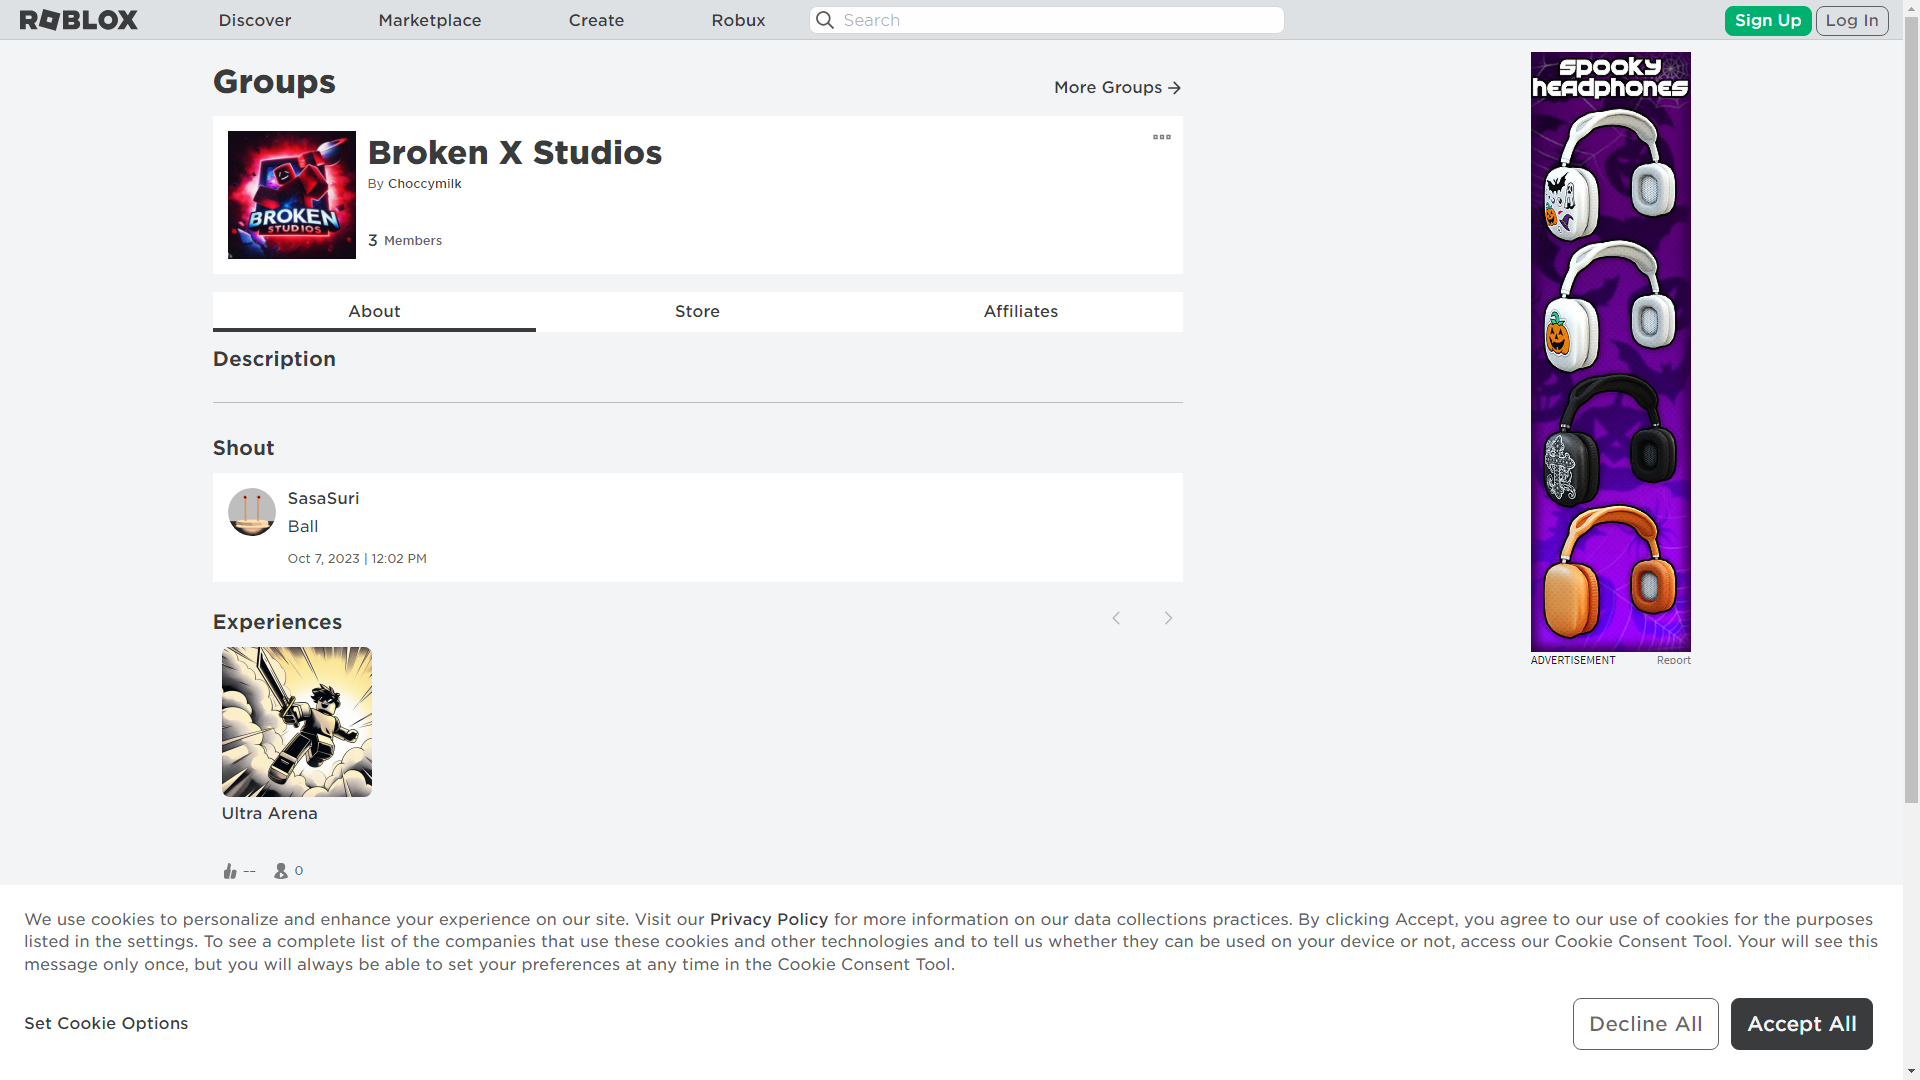 ROBLOX
Discover
Marketplace
Create
Robux
Search
Sign Up
Log In
Groups
More Groups
BROKEN
STUDIOS
Broken X Studios
By Choccymilk
3 Members
About
Store
Affiliates
Description
Shout
SasaSuri
Ball
Oct 7, 2023 | 12:02 PM
Experiences
Ultra Arena
--
0
spooky
headphones
ADVERTISEMENT
Report
We use cookies to personalize and enhance your experience on our site. Visit our Privacy Policy for more information on our data collections practices. By clicking Accept, you agree to our use of cookies for the purposes
listed in the settings. To see a complete list of the companies that use these cookies and other technologies and to tell us whether they can be used on your device or not, access our Cookie Consent Tool. Your will see this
message only once, but you will always be able to set your preferences at any time in the Cookie Consent Tool.
Set Cookie Options
Decline All
Accept All